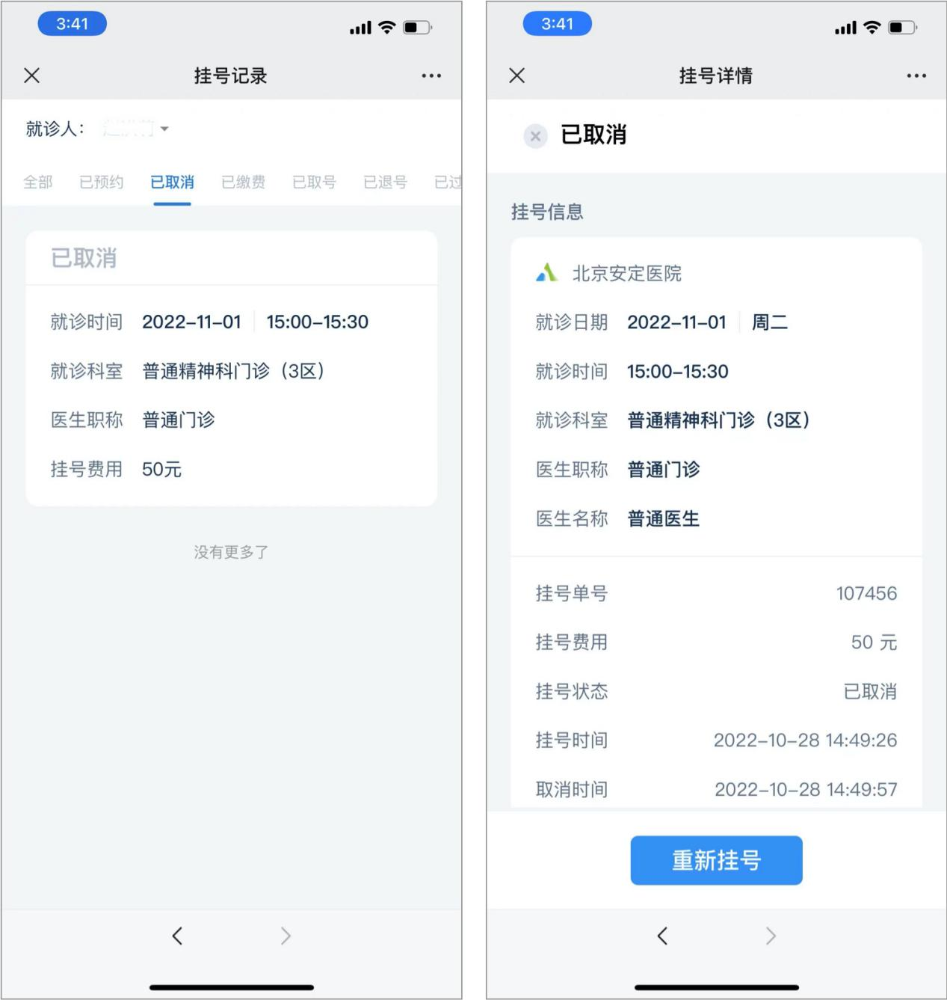 3:41
挂号记录
就诊人：
全部 已预约 已取消 已缴费 已取号 已退号 已过
已取消
就诊时间 2022-11-01 15:00-15:30
就诊科室 普通精神科门诊（3区）
医生职称 普通门诊
挂号费用 50元
没有更多了
3:41
挂号详情
已取消
挂号信息
北京安定医院
就诊日期 2022-11-01 周二
就诊时间 15:00-15:30
就诊科室 普通精神科门诊（3区）
医生职称 普通门诊
医生名称 普通医生
挂号单号 107456
挂号费用 50 元
挂号状态 已取消
挂号时间 2022-10-28 14:49:26
取消时间 2022-10-28 14:49:57
重新挂号